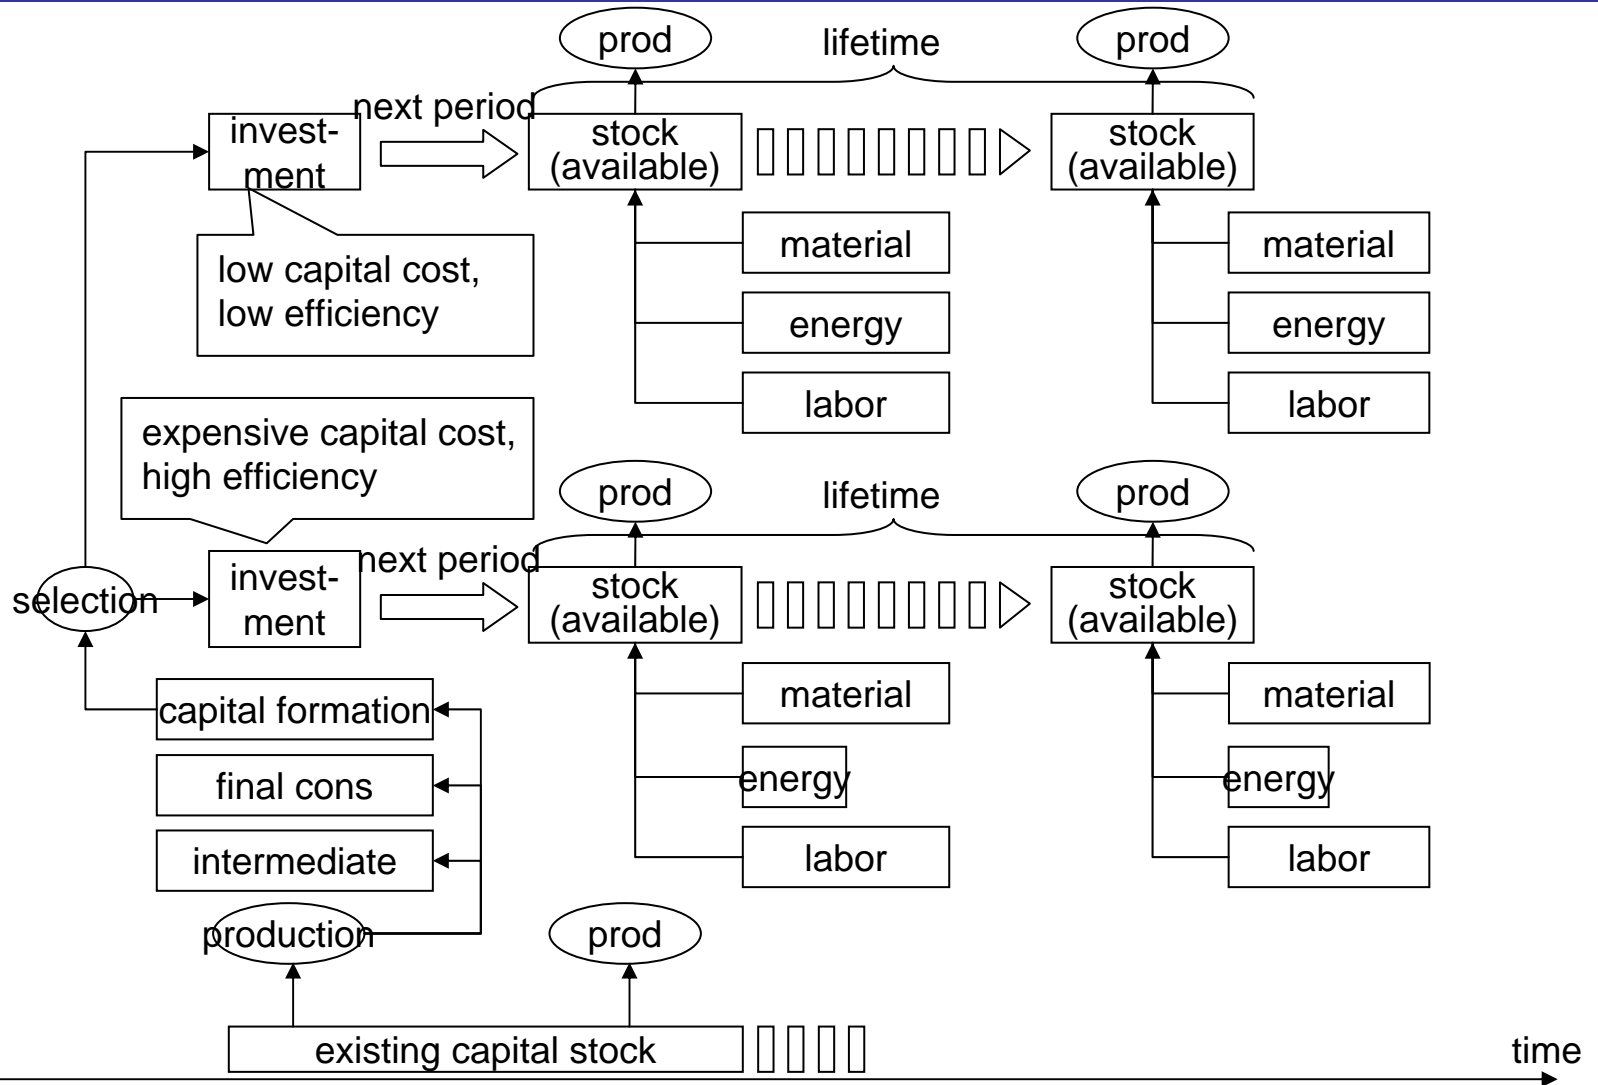 prod
lifetime
prod
next period
invest-
ment
stock
(available)
stock
(available)
material
material
low capital cost,
low efficiency
energy
energy
labor
labor
expensive capital cost,
high efficiency
prod
lifetime
prod
next period
invest-
ment
stock
(available)
stock
(available)
selection
material
material
capital formation
energy
energy
final cons
labor
labor
intermediate
production
prod
existing capital stock
time